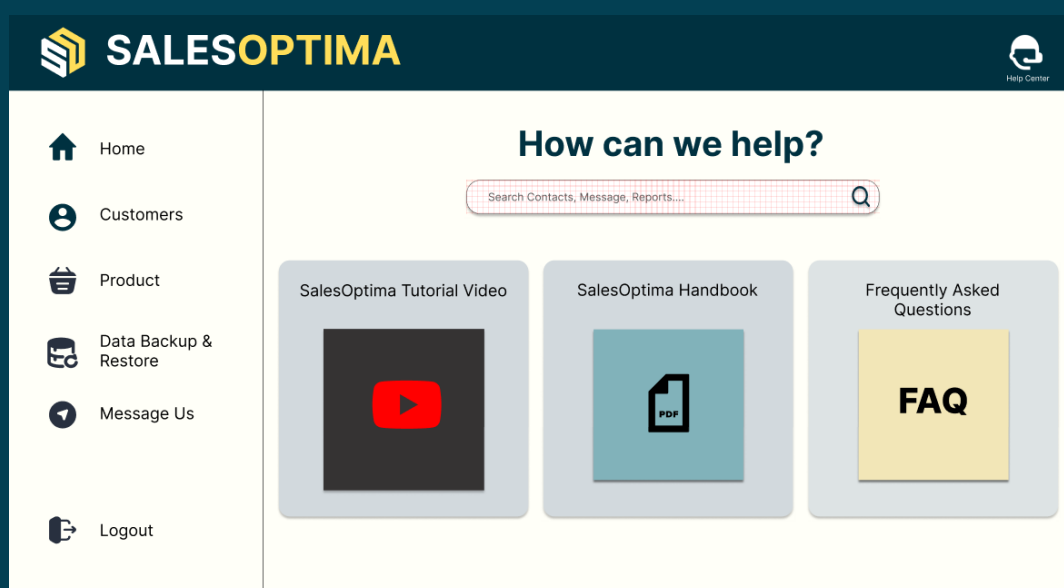 SALESOPTIMA
Help Center
Home
Customers
Product
Data Backup &
Restore
Message Us
Logout
How can we help?
Search Contacts, Message, Reports....
SalesOptima Tutorial Video
SalesOptima Handbook
PDF
Frequently Asked
Questions
FAQ